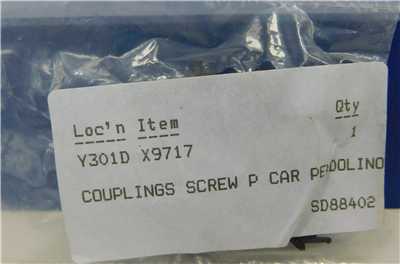 Loc'n Item Qty
Y301D X9717 1
COUPLINGS SCREW P CAR PENDOLINO
SD88402